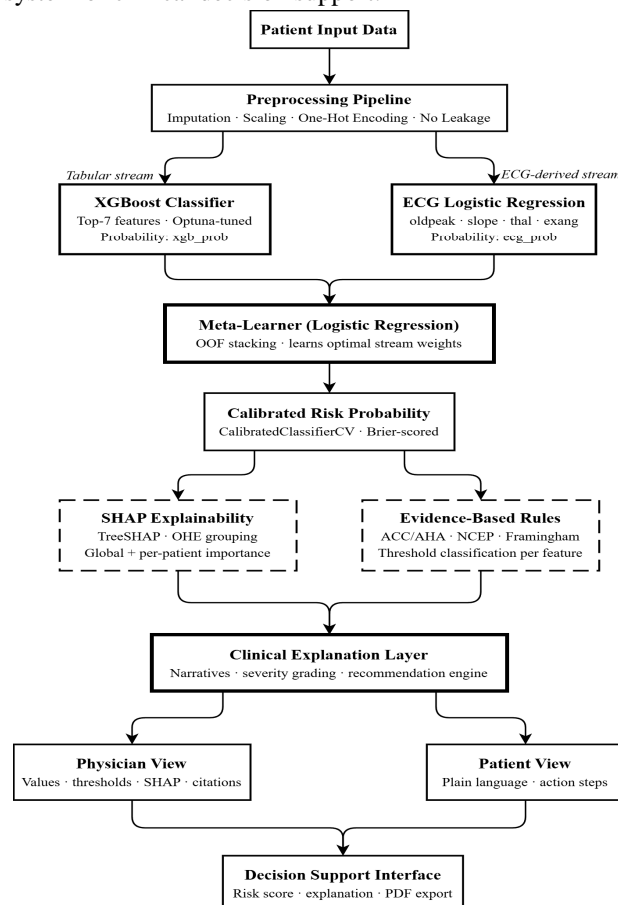 Patient Input Data
Preprocessing Pipeline
Imputation · Scaling · One-Hot Encoding · No Leakage
Tabular stream
ECG-derived stream
XGBoost Classifier
Top-7 features · Optuna-tuned
Probability: xgb_prob
ECG Logistic Regression
oldpeak · slope · thal · exang
Probability: ecg_prob
Meta-Learner (Logistic Regression)
OOF stacking · learns optimal stream weights
Calibrated Risk Probability
CalibratedClassifierCV · Brier-scored
SHAP Explainability
TreeSHAP · OHE grouping
Global + per-patient importance
Evidence-Based Rules
ACC/AHA · NCEP · Framingham
Threshold classification per feature
Clinical Explanation Layer
Narratives · severity grading · recommendation engine
Physician View
Values · thresholds · SHAP · citations
Patient View
Plain language · action steps
Decision Support Interface
Risk score · explanation · PDF export